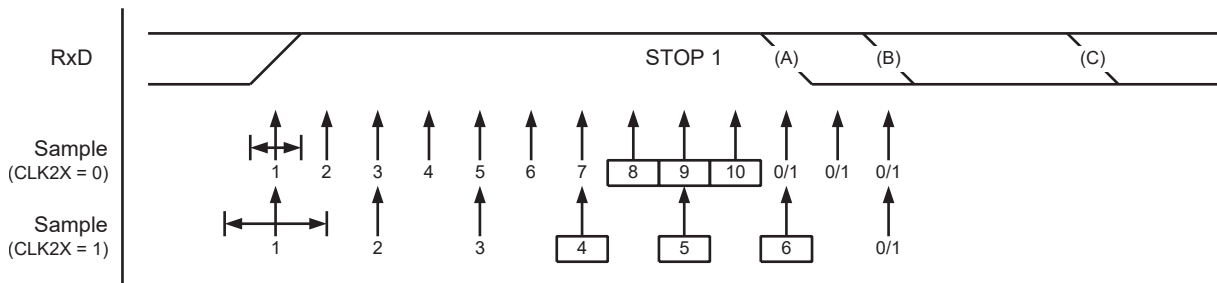 RxD
STOP 1
(A)
(B)
(C)
Sample
(CLK2X = 0)
1 2 3 4 5 6 7 8 9 10 0/1 0/1 0/1
Sample
(CLK2X = 1)
1 2 3 4 5 6 0/1